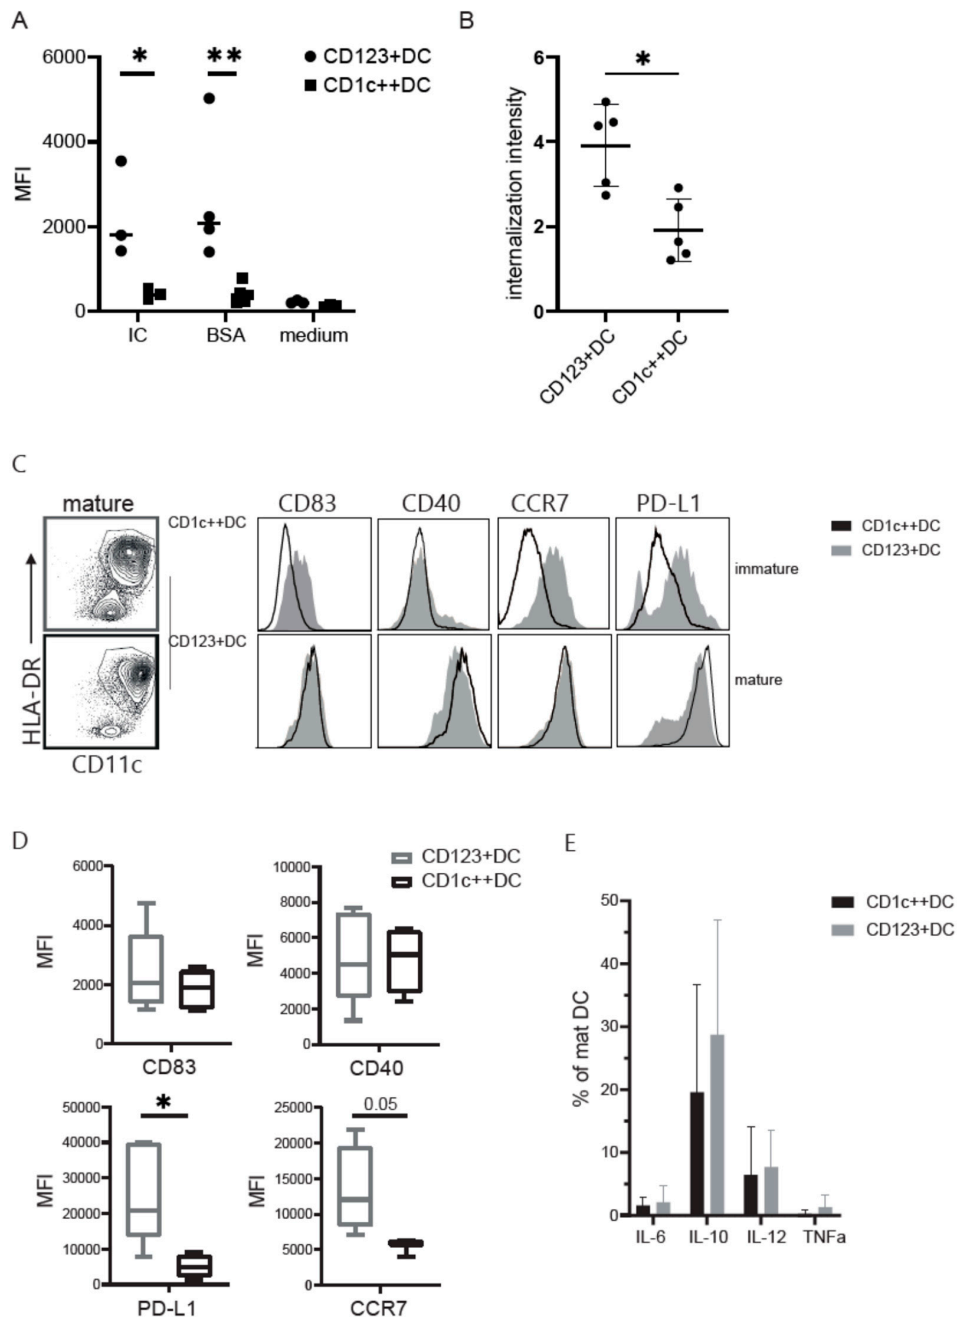 A
6000
4000
2000
0
MFI
*
**
CD123+DC
CD1c++DC
IC
BSA
medium
B
6
4
2
0
internalization intensity
*
CD123+DC
CD1c++DC
C
mature
CD1c++DC
CD123+DC
HLA-DR
CD11c
CD83
CD40
CCR7
PD-L1
immature
mature
CD1c++DC
CD123+DC
D
MFI
6000
4000
2000
0
CD83
MFI
10000
8000
6000
4000
2000
0
CD40
CD123+DC
CD1c++DC
MFI
50000
40000
30000
20000
10000
0
*
PD-L1
MFI
25000
20000
15000
10000
5000
0
0.05
CCR7
E
% of mat DC
50
40
30
20
10
0
IL-6
IL-10
IL-12
TNFa
CD1c++DC
CD123+DC